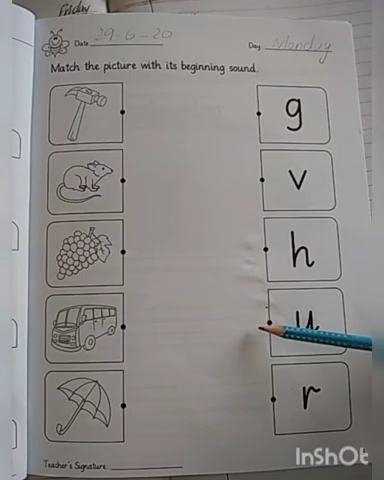 Friday
Date 29-6-20
Day Monday
Match the picture with its beginning sound.
g
v
h
u
r
Teacher's Signature:
InShOt